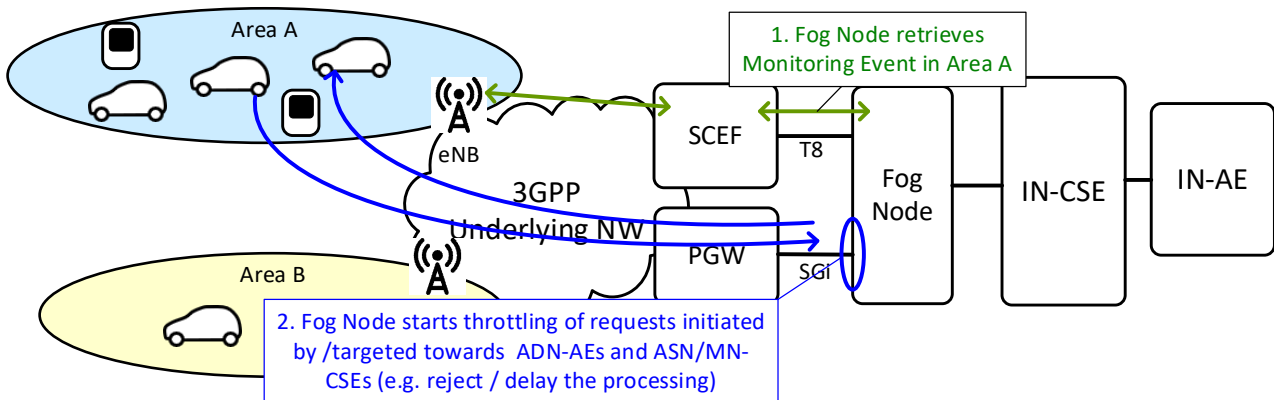 Area A
1. Fog Node retrieves
Monitoring Event in Area A
eNB
SCEF
T8
Fog
Node
IN-CSE
IN-AE
3GPP
Underlying NW
PGW
SGi
Area B
2. Fog Node starts throttling of requests initiated
by /targeted towards ADN-AEs and ASN/MN-
CSEs (e.g. reject / delay the processing)